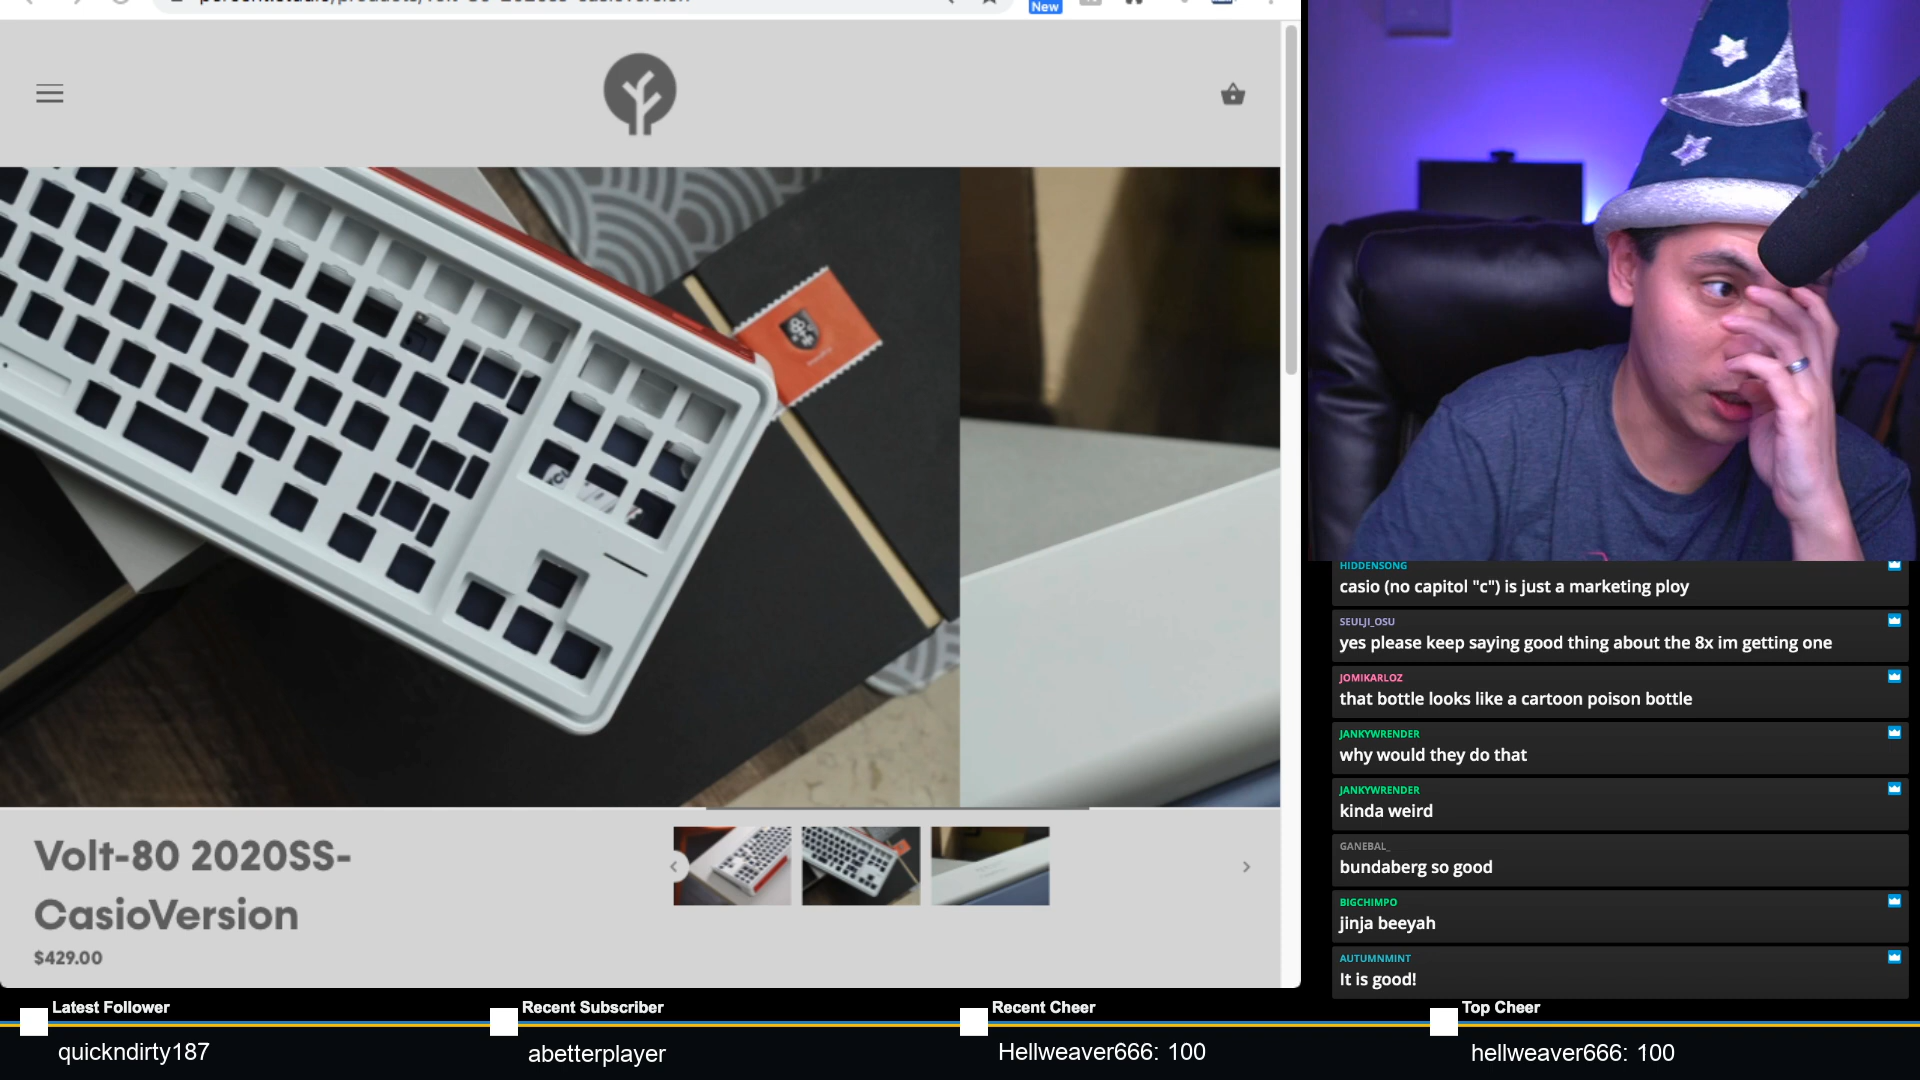 New
Volt-80 2020SS-
CasioVersion
$429.00
HIDDENSONG
casio (no capitol "c") is just a marketing ploy
SEULJI_OSU
yes please keep saying good thing about the 8x im getting one
JOMIKARLOZ
that bottle looks like a cartoon poison bottle
JANKYWRENDER
why would they do that
JANKYWRENDER
kinda weird
GANEBAL_
bundaberg so good
BIGCHIMPO
jinja beeyah
AUTUMNMINT
It is good!
Latest Follower
quickndirty187
Recent Subscriber
abetterplayer
Recent Cheer
Hellweaver666: 100
Top Cheer
hellweaver666: 100